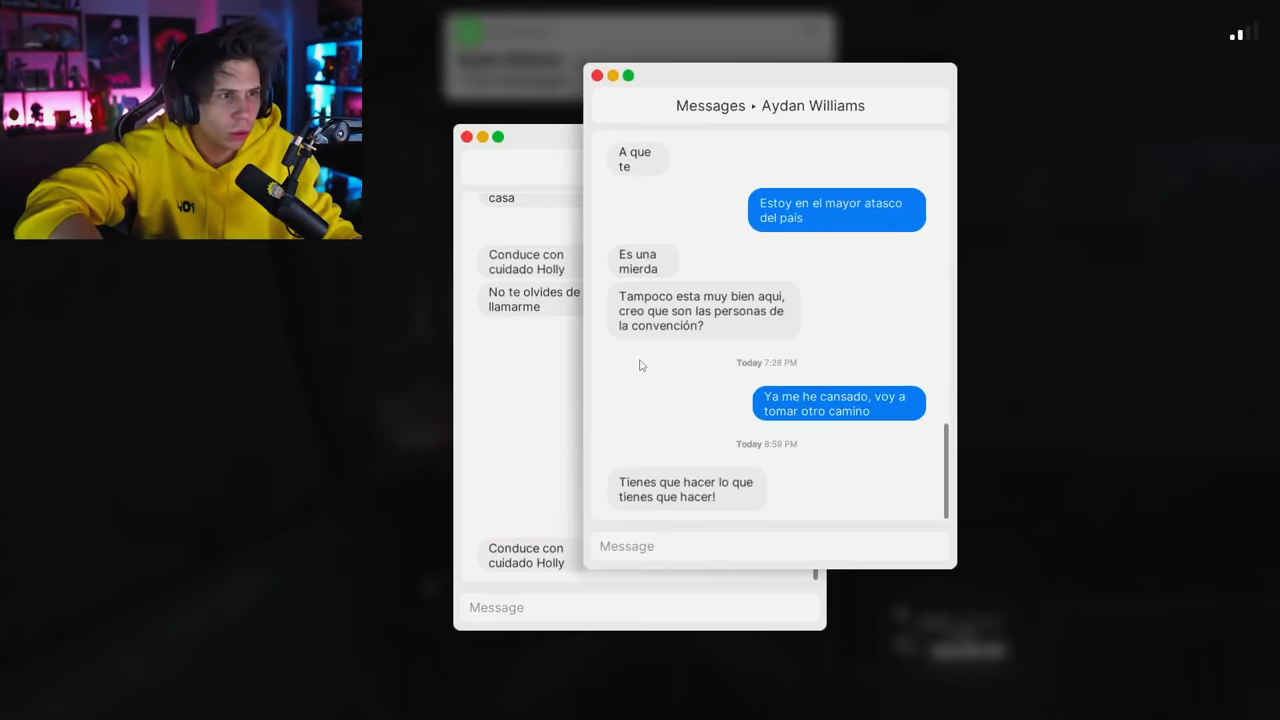 401
casa
Conduce con
cuidado Holly
No te olvides de
llamarme
Conduce con
cuidado Holly
Message
Messages ▸ Aydan Williams
A que
te
Estoy en el mayor atasco
del pais
Es una
mierda
Tampoco esta muy bien aqui,
creo que son las personas de
la convención?
Today 7:28 PM
Ya me he cansado, voy a
tomar otro camino
Today 8:59 PM
Tienes que hacer lo que
tienes que hacer!
Message